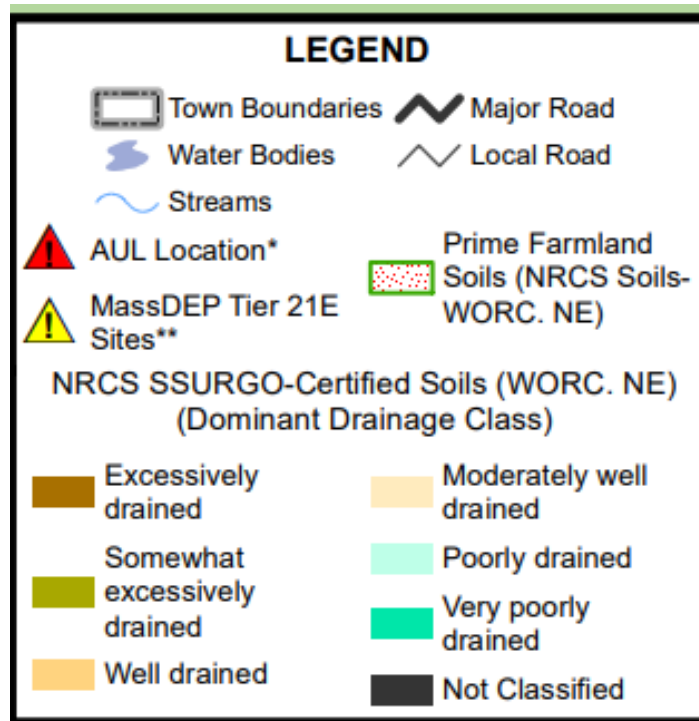 LEGEND
Town Boundaries
Major Road
Water Bodies
Local Road
Streams
AUL Location*
MassDEP Tier 21E
Sites**
Prime Farmland
Soils (NRCS Soils-
WORC. NE)
NRCS SSURGO-Certified Soils (WORC. NE)
(Dominant Drainage Class)
Excessively
drained
Somewhat
excessively
drained
Well drained
Moderately well
drained
Poorly drained
Very poorly
drained
Not Classified